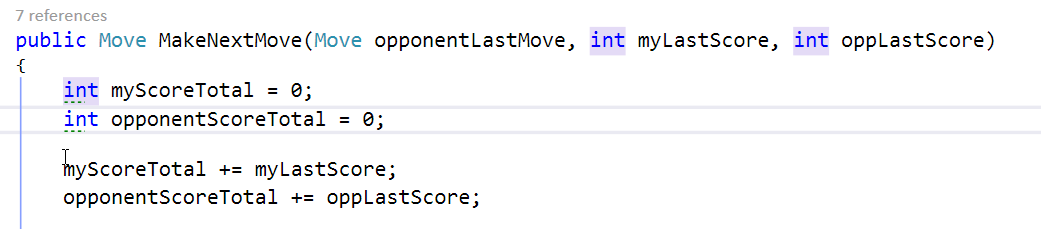 7 references
public Move MakeNextMove(Move opponentLastMove, int myLastScore, int oppLastScore)
{
int myScoreTotal = 0;
int opponentScoreTotal = 0;
myScoreTotal += myLastScore;
opponentScoreTotal += oppLastScore;